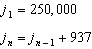 j₁ = 250,000
jₙ = jₙ₋₁ + 937